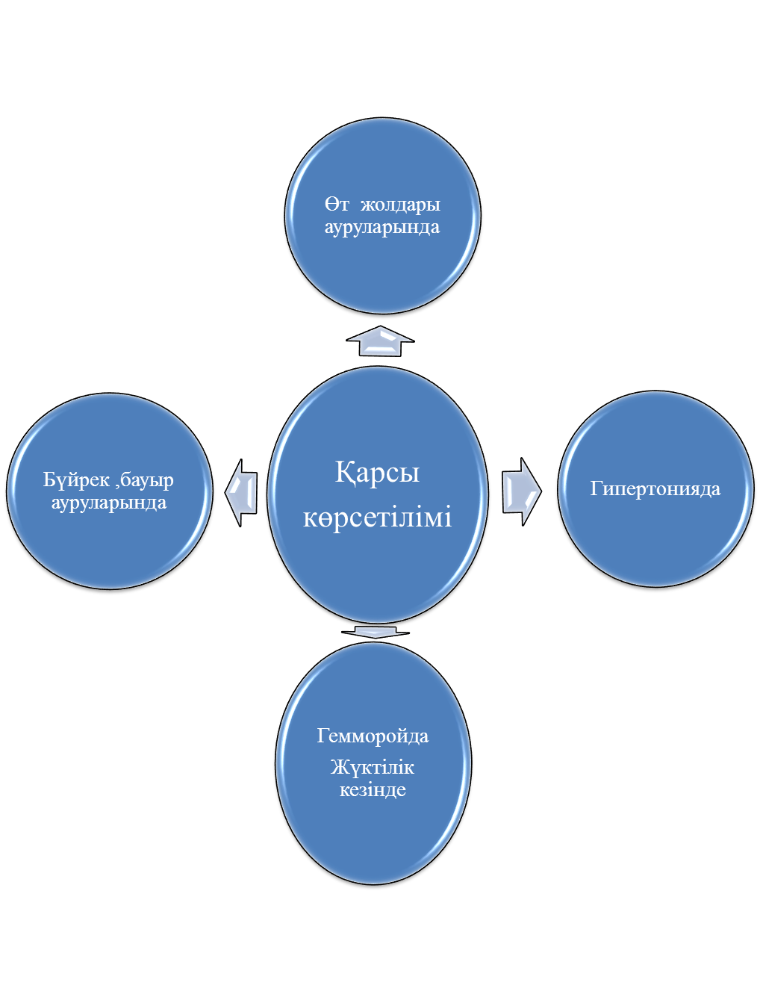 Өт жолдары
ауруларында
Бүйрек ,бауыр
ауруларында
Қарсы
көрсетілімі
Гипертонияда
Гемморойда
Жүктілік
кезінде